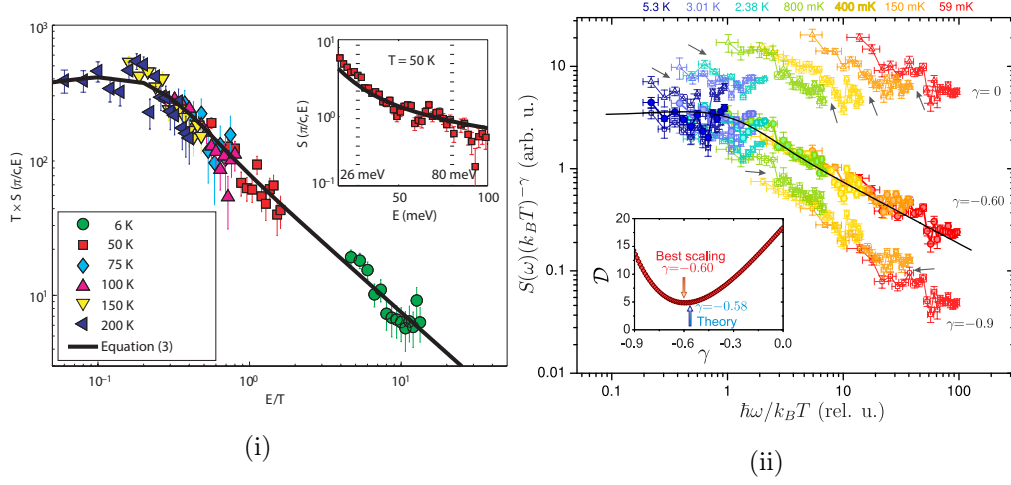 10³
10²
10¹
T × S (π/c,E)
10⁻¹
10⁰
10¹
E/T
6 K
50 K
75 K
100 K
150 K
200 K
Equation (3)
10¹
10⁰
10⁻¹
S (π/c,E)
T = 50 K
26 meV
80 meV
0
50
100
E (meV)
(i)
5.3 K
3.01 K
2.38 K
800 mK
400 mK
150 mK
59 mK
10
1
0.1
0.01
S(ω)(k_BT)^−γ (arb. u.)
γ=0
γ=−0.60
γ=−0.9
20
15
10
5
0
𝒟
Best scaling
γ=−0.60
γ=−0.58
Theory
-0.9
-0.6
-0.3
0.0
γ
0.1
1
10
100
ℏω/k_BT (rel. u.)
(ii)